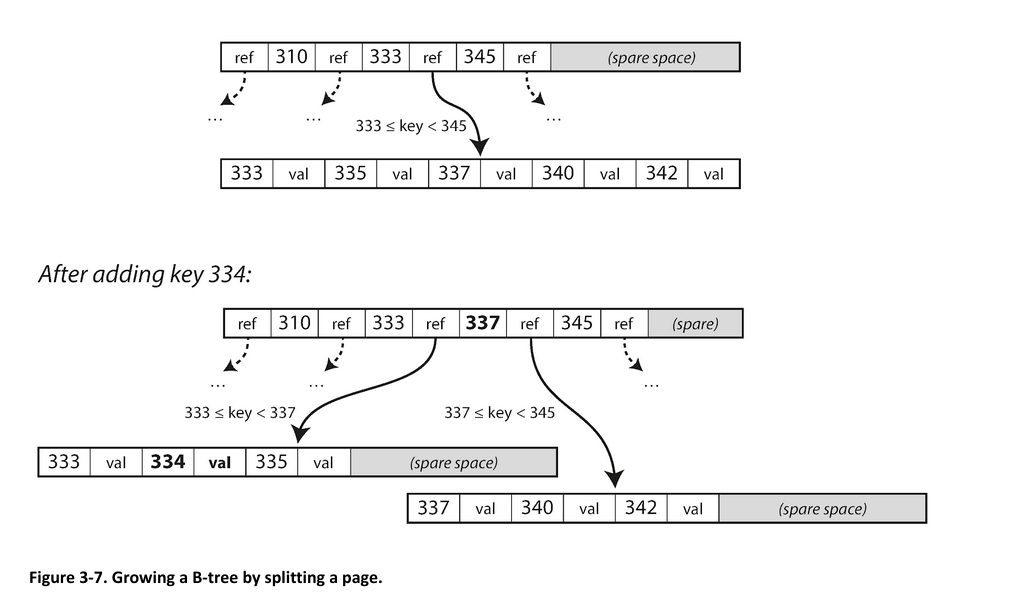 ref 310 ref 333 ref 345 ref (spare space)
... ... 333 ≤ key < 345 ...
333 val 335 val 337 val 340 val 342 val
After adding key 334:
ref 310 ref 333 ref 337 ref 345 ref (spare)
... ... ...
333 ≤ key < 337 337 ≤ key < 345
333 val 334 val 335 val (spare space)
337 val 340 val 342 val (spare space)
Figure 3-7. Growing a B-tree by splitting a page.